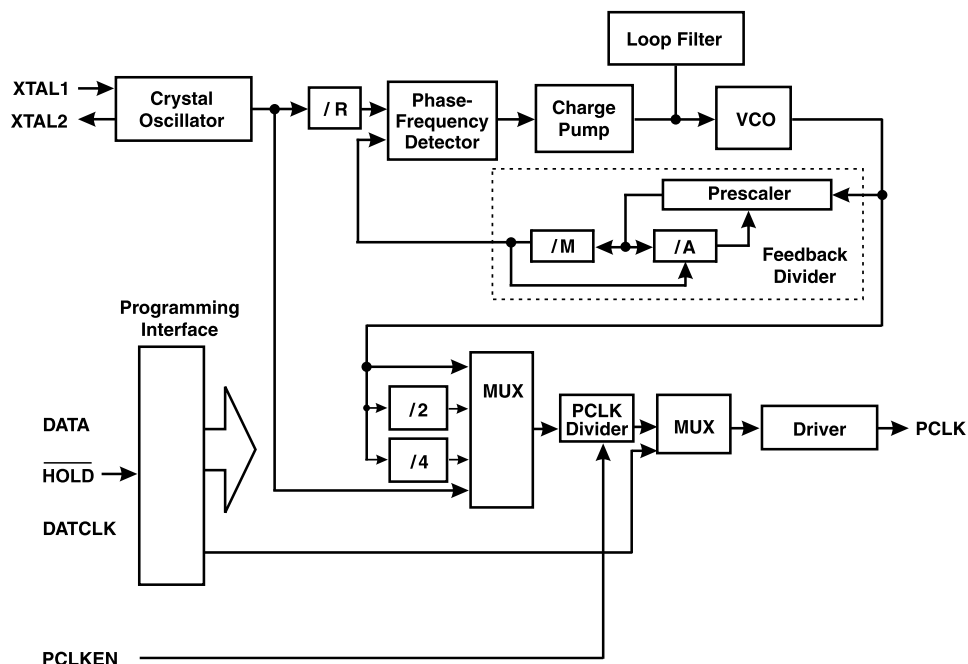 Loop Filter
XTAL1
XTAL2
Crystal
Oscillator
/ R
Phase-
Frequency
Detector
Charge
Pump
VCO
Prescaler
/ M
/ A
Feedback
Divider
Programming
Interface
MUX
/ 2
/ 4
PCLK
Divider
MUX
Driver
PCLK
DATA
HOLD
DATCLK
PCLKEN